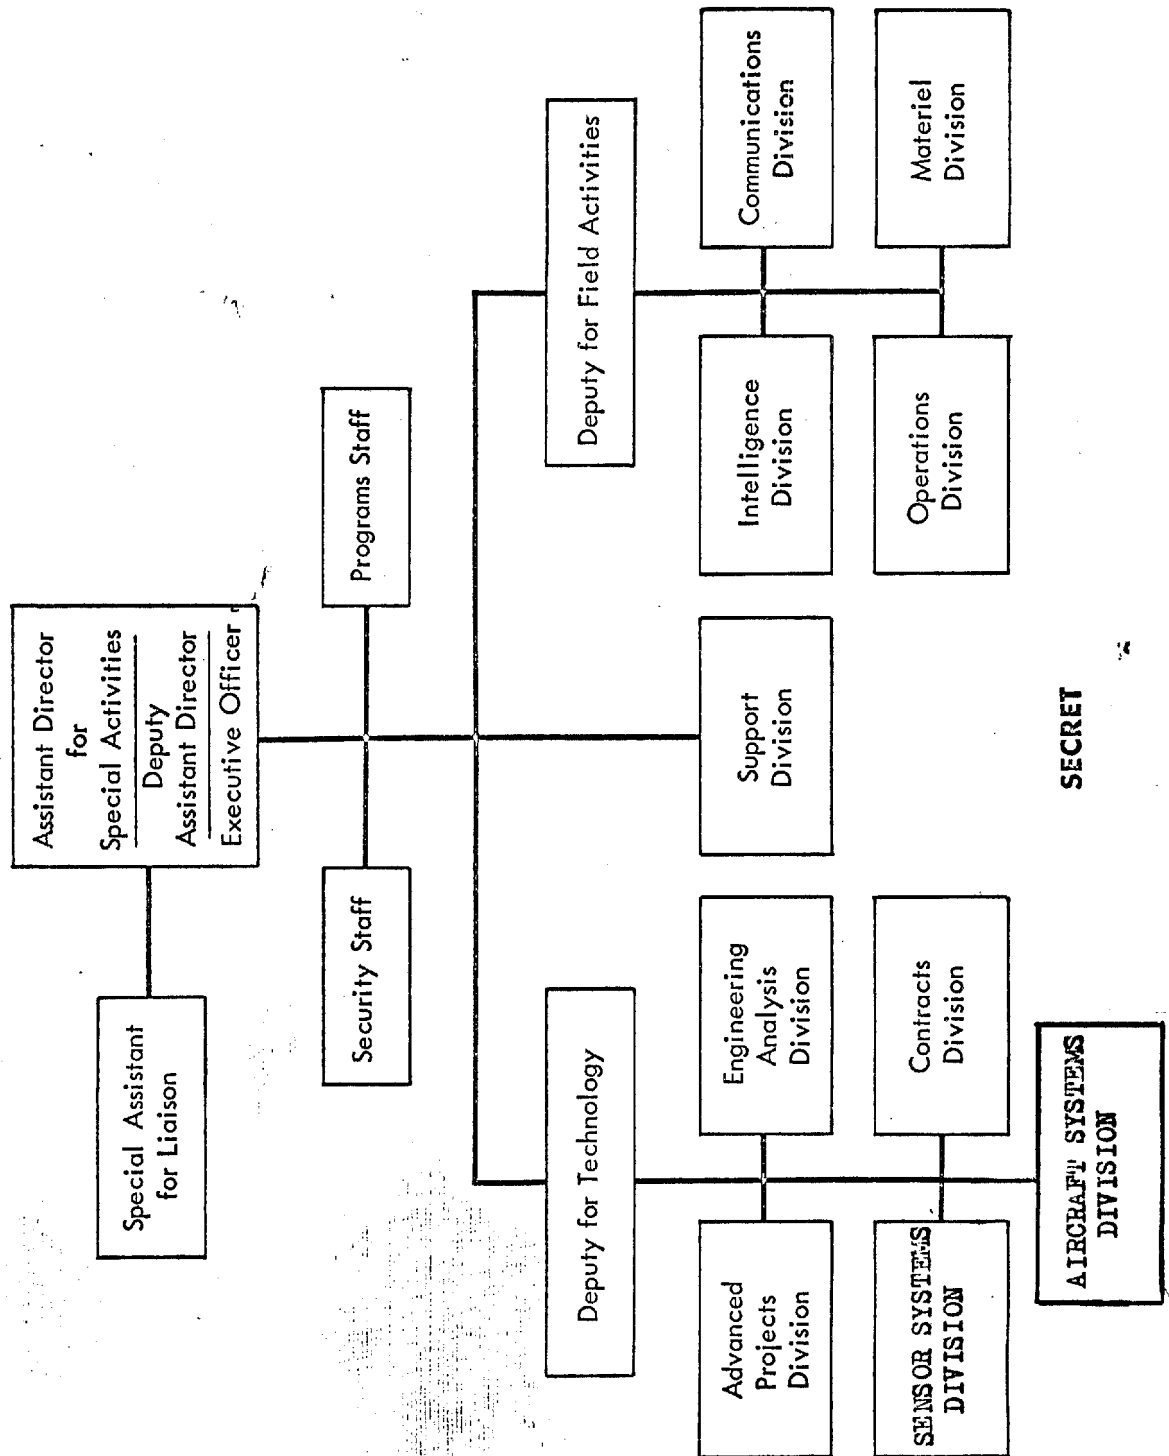 Assistant Director
for
Special Activities
Deputy
Assistant Director
Executive Officer
Special Assistant
for Liaison
Security Staff
Programs Staff
Deputy for Technology
Deputy for Field Activities
Advanced
Projects
Division
Engineering
Analysis
Division
Support
Division
Intelligence
Division
Communications
Division
SENSOR SYSTEMS
DIVISION
Contracts
Division
Operations
Division
Materiel
Division
AIRCRAFT SYSTEMS
DIVISION
SECRET